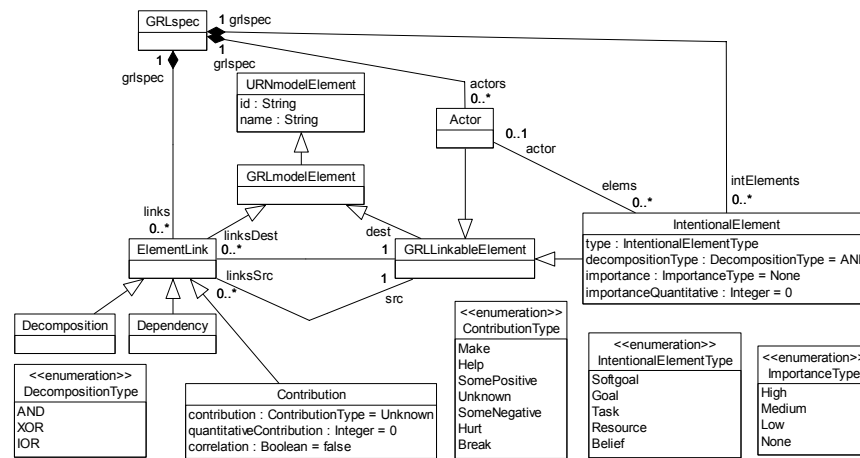 GRLspec
1 grlspec
1
grlspec
1
grlspec
URNmodelElement
id : String
name : String
actors
0..*
Actor
0..1
actor
GRLmodelElement
elems
0..*
intElements
0..*
links
0..*
linksDest
0..*
dest
1
ElementLink
GRLLinkableElement
IntentionalElement
type : IntentionalElementType
decompositionType : DecompositionType = AND
importance : ImportanceType = None
importanceQuantitative : Integer = 0
linksSrc
0..*
1
src
Decomposition
Dependency
<<enumeration>>
DecompositionType
AND
XOR
IOR
Contribution
contribution : ContributionType = Unknown
quantitativeContribution : Integer = 0
correlation : Boolean = false
<<enumeration>>
ContributionType
Make
Help
SomePositive
Unknown
SomeNegative
Hurt
Break
<<enumeration>>
IntentionalElementType
Softgoal
Goal
Task
Resource
Belief
<<enumeration>>
ImportanceType
High
Medium
Low
None